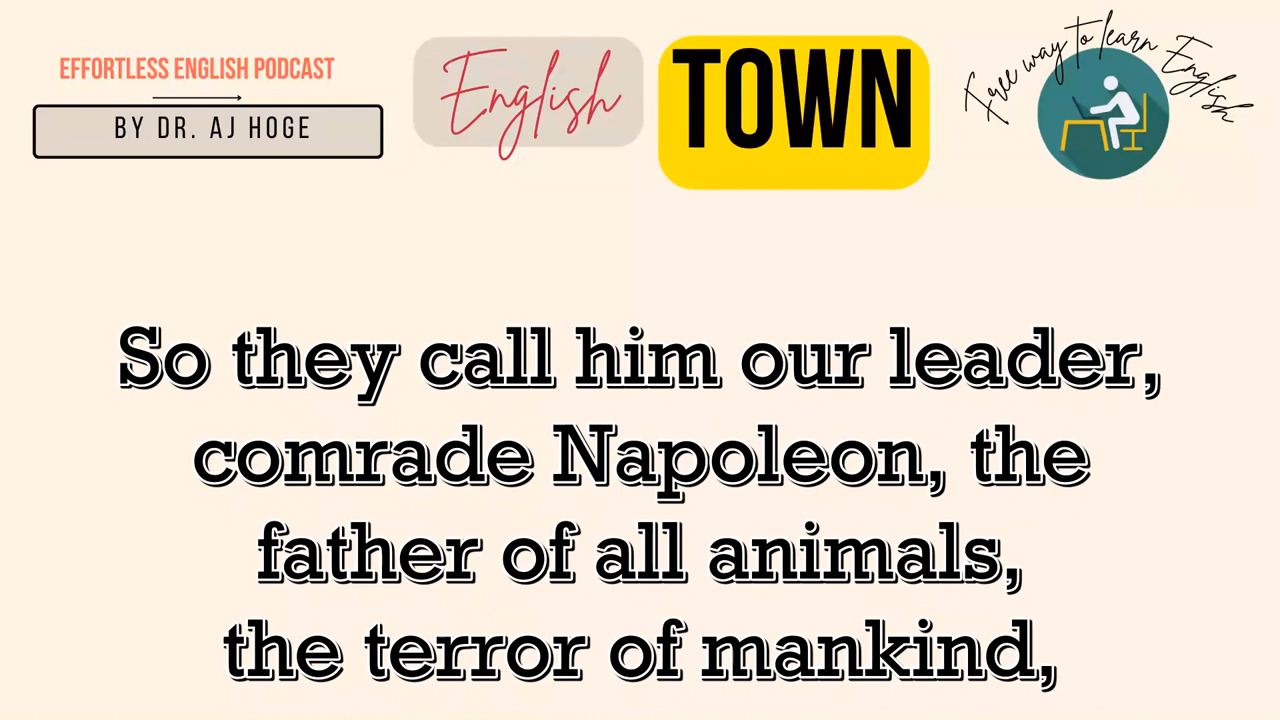 EFFORTLESS ENGLISH PODCAST
BY DR. AJ HOGE
English
TOWN
Free way to learn English
So they call him our leader,
comrade Napoleon, the
father of all animals,
the terror of mankind,